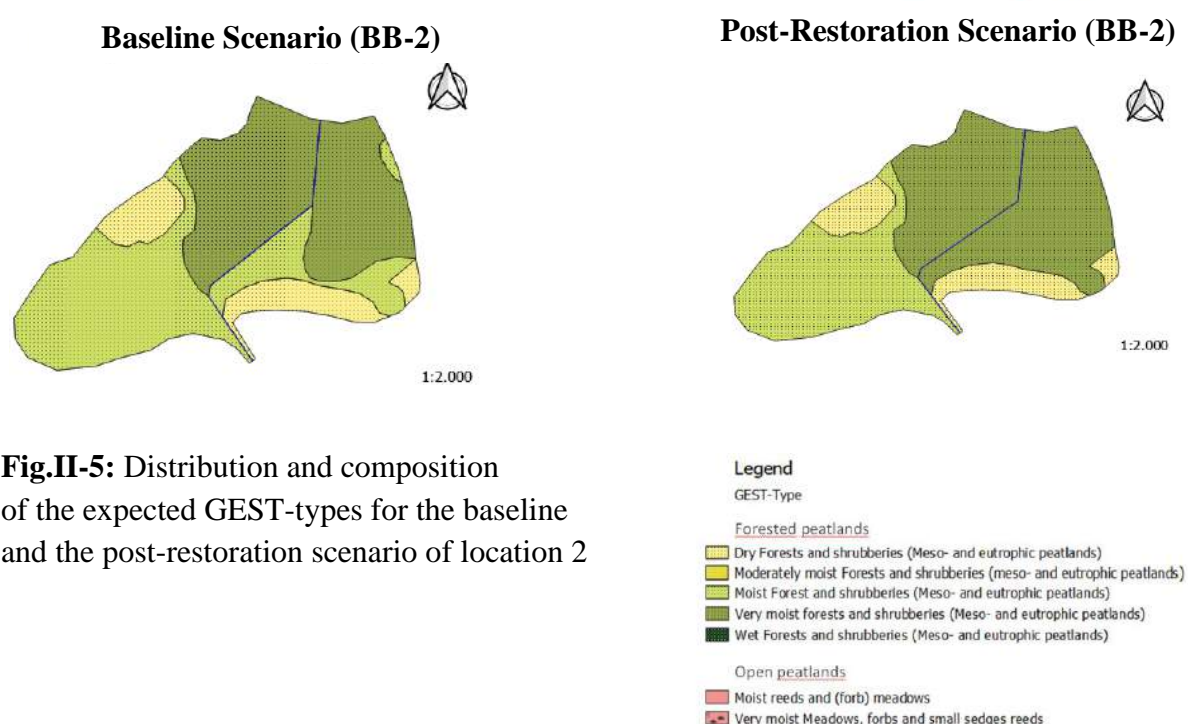 Baseline Scenario (BB-2)
Post-Restoration Scenario (BB-2)
1:2.000
1:2.000
Fig.II-5: Distribution and composition
of the expected GEST-types for the baseline
and the post-restoration scenario of location 2
Legend
GEST-Type
Forested peatlands
Dry Forests and shrubberies (Meso- and eutrophic peatlands)
Moderately moist Forests and shrubberies (meso- and eutrophic peatlands)
Moist Forest and shrubberies (Meso- and eutrophic peatlands)
Very moist forests and shrubberies (Meso- and eutrophic peatlands)
Wet Forests and shrubberies (Meso- and eutrophic peatlands)
Open peatlands
Moist reeds and (forb) meadows
Very moist Meadows, forbs and small sedges reeds